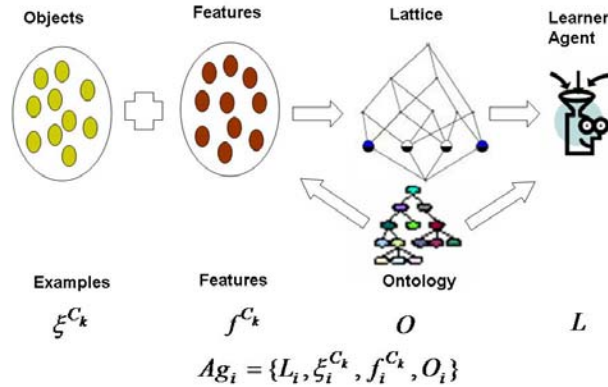 Objects Features Lattice Learner
Agent
Examples Features Ontology
ξ^{C_k} f^{C_k} O L
Ag_i = {L_i, ξ_i^{C_k}, f_i^{C_k}, O_i}